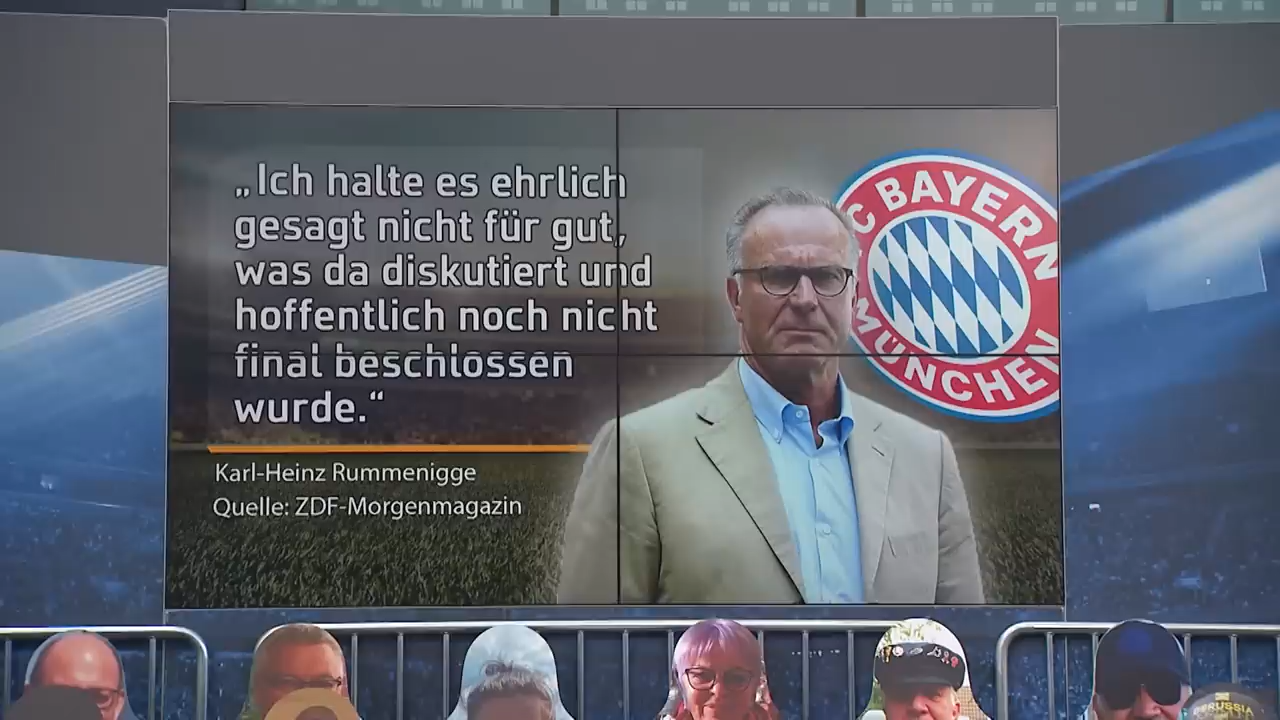 „Ich halte es ehrlich
gesagt nicht für gut,
was da diskutiert und
hoffentlich noch nicht
final beschlossen
wurde.“
Karl-Heinz Rummenigge
Quelle: ZDF-Morgenmagazin
FC BAYERN
MÜNCHEN